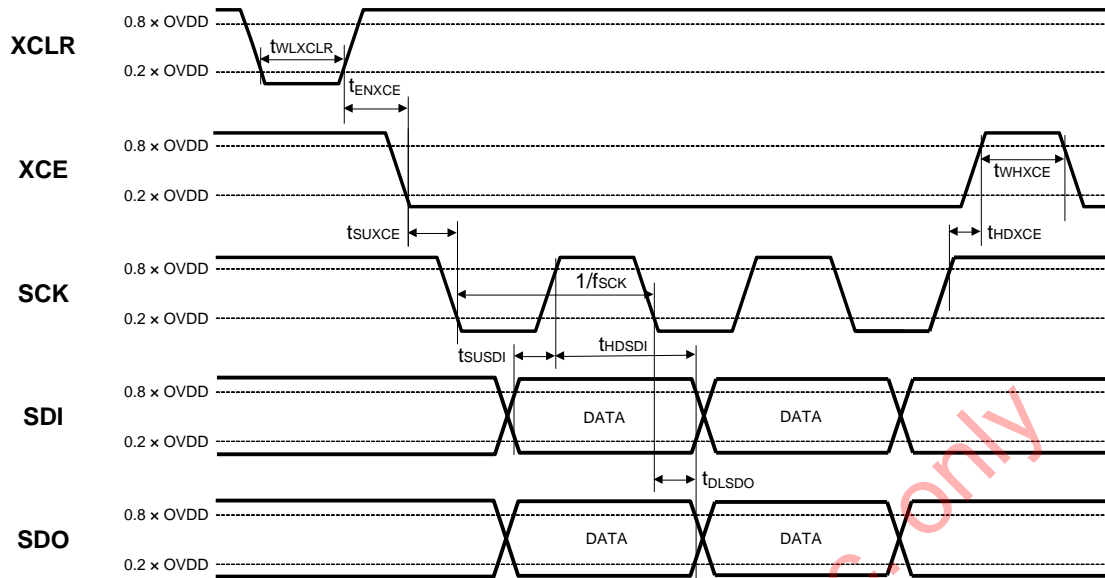 XCLR
0.8 × OVDD
0.2 × OVDD
tWLXCLR
tENXCE
XCE
0.8 × OVDD
0.2 × OVDD
tWHXCE
tSUXCE
tHDXCE
SCK
0.8 × OVDD
0.2 × OVDD
1/fSCK
tSUSDI
tHDSDI
SDI
0.8 × OVDD
0.2 × OVDD
DATA
DATA
tDLSDO
SDO
0.8 × OVDD
0.2 × OVDD
DATA
DATA
c. only